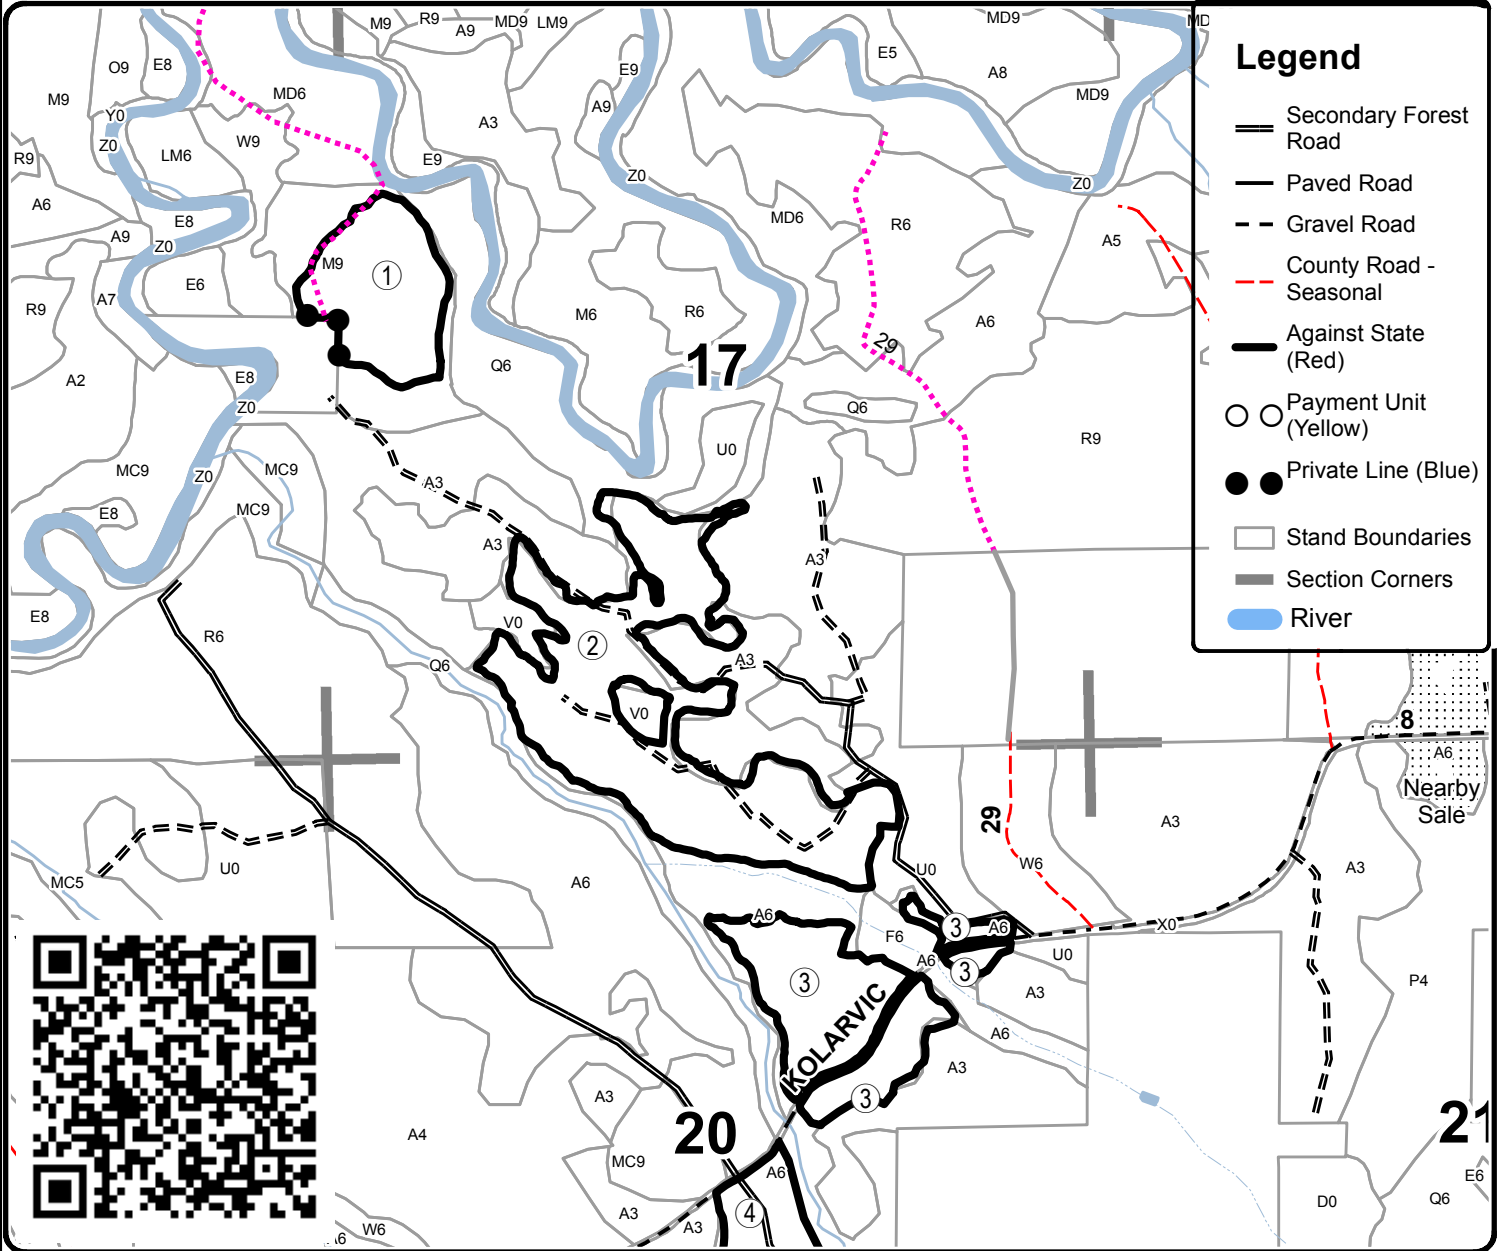 M9
R9
A9
MD9
LM9
MD9
MD
E5
A8
MD9
O9
E8
M9
MD6
E9
A9
A3
Y0
Z0
LM6
W9
R9
E9
Z0
Z0
A6
E8
A9
Z0
MD6
R6
A5
M9
1
A7
E6
R9
M6
R6
A6
29
17
Q6
A2
E8
Z0
Q6
R9
U0
MC9
Z0
MC9
A3
E8
MC9
A3
A3
E8
R6
V0
2
Q6
A3
V0
8
A6
Nearby
Sale
29
A3
W6
A3
MC5
U0
A6
U0
A6
3
A6
X0
F6
A6
3
U0
3
A3
P4
KOLARVIC
A6
A3
A3
3
A4
20
21
MC9
A6
E6
D0
Q6
A3
A3
4
W6
A6
Legend
Secondary Forest
Road
Paved Road
Gravel Road
County Road -
Seasonal
Against State
(Red)
Payment Unit
(Yellow)
Private Line (Blue)
Stand Boundaries
Section Corners
River